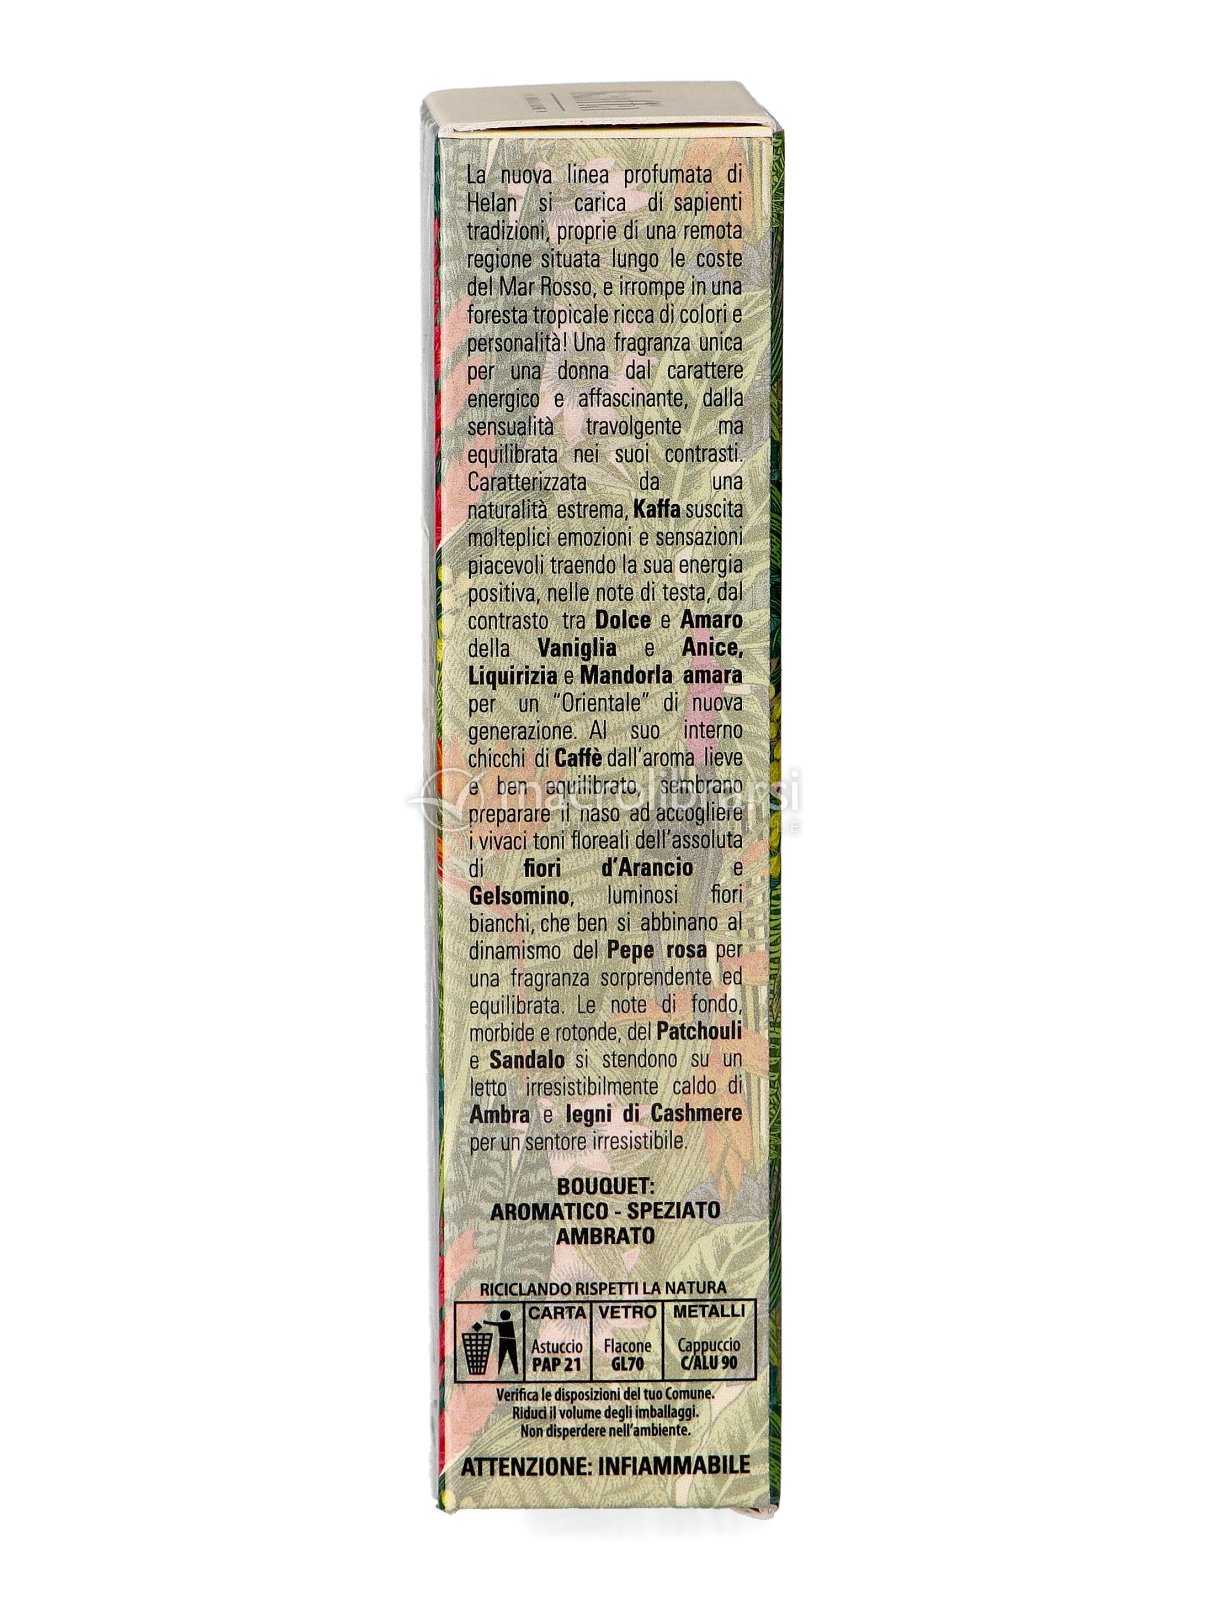 La nuova linea profumata di
Helan si carica di sapienti
tradizioni, proprie di una remota
regione situata lungo le coste
del Mar Rosso, e irrompe in una
foresta tropicale ricca di colori e
personalità! Una fragranza unica
per una donna dal carattere
energico e affascinante, dalla
sensualità travolgente ma
equilibrata nei suoi contrasti.
Caratterizzata da una
naturalità estrema, Kaffa suscita
molteplici emozioni e sensazioni
piacevoli traendo la sua energia
positiva, nelle note di testa, dal
contrasto tra Dolce e Amaro
della Vaniglia e Anice,
Liquirizia e Mandorla amara
per un "Orientale" di nuova
generazione. Al suo interno
chicchi di Caffè dall'aroma lieve
e ben equilibrato, sembrano
preparare il naso ad accogliere
i vivaci toni floreali dell'assoluta
di fiori d'Arancio e
Gelsomino, luminosi fiori
bianchi, che ben si abbinano al
dinamismo del Pepe rosa per
una fragranza sorprendente ed
equilibrata. Le note di fondo,
morbide e rotonde, del Patchouli
e Sandalo si stendono su un
letto irresistibilmente caldo di
Ambra e legni di Cashmere
per un sentore irresistibile.
BOUQUET:
AROMATICO - SPEZIATO
AMBRATO
RICICLANDO RISPETTI LA NATURA
CARTA VETRO METALLI
Astuccio Flacone Cappuccio
PAP 21 GL70 C/ALU 90
Verifica le disposizioni del tuo Comune.
Riduci il volume degli imballaggi.
Non disperdere nell'ambiente.
ATTENZIONE: INFIAMMABILE
macrolibrarsi